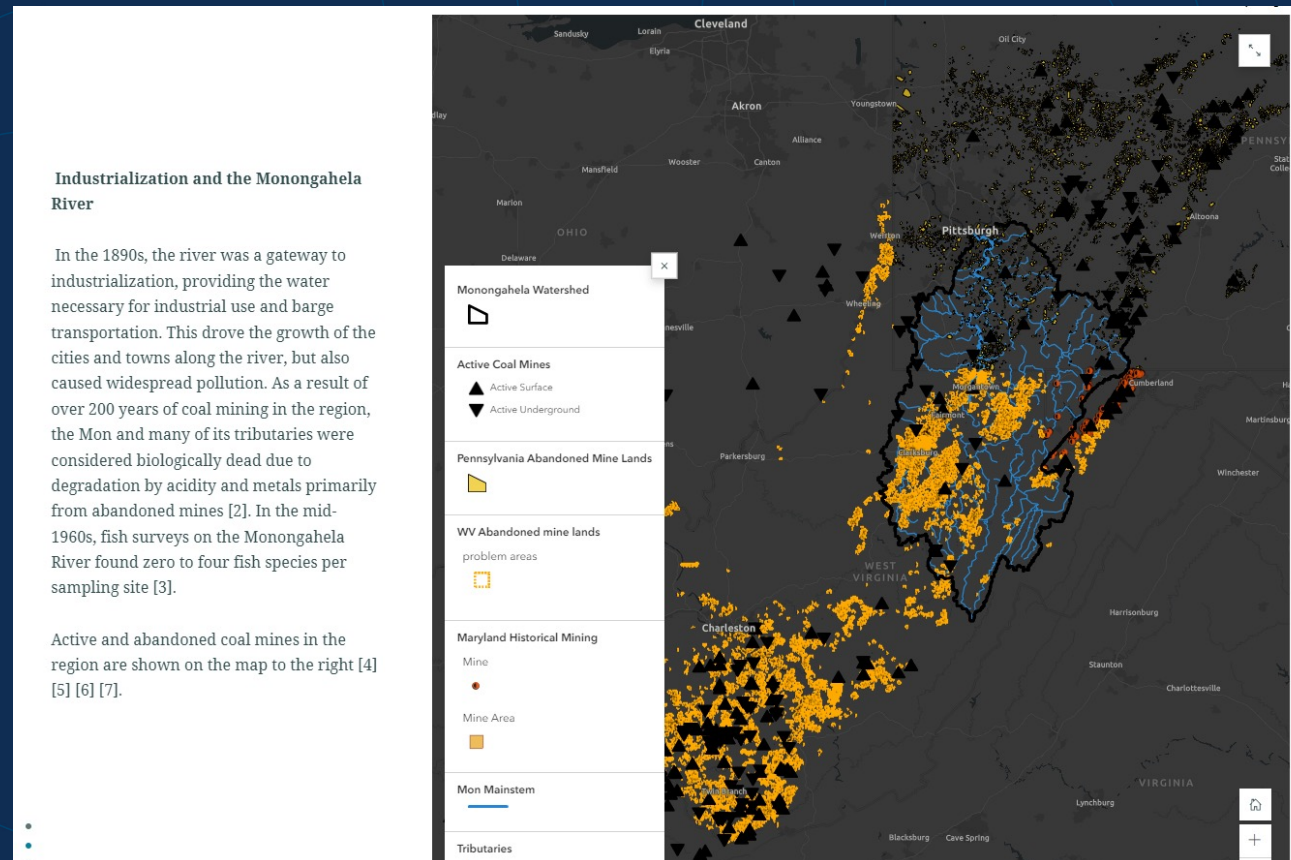 Industrialization and the Monongahela
River
In the 1890s, the river was a gateway to
industrialization, providing the water
necessary for industrial use and barge
transportation. This drove the growth of the
cities and towns along the river, but also
caused widespread pollution. As a result of
over 200 years of coal mining in the region,
the Mon and many of its tributaries were
considered biologically dead due to
degradation by acidity and metals primarily
from abandoned mines [2]. In the mid-
1960s, fish surveys on the Monongahela
River found zero to four fish species per
sampling site [3].
Active and abandoned coal mines in the
region are shown on the map to the right [4]
[5] [6] [7].
Monongahela Watershed
Active Coal Mines
Active Surface
Active Underground
Pennsylvania Abandoned Mine Lands
WV Abandoned mine lands
problem areas
Maryland Historical Mining
Mine
Mine Area
Mon Mainstem
Tributaries
Cleveland
Sandusky
Lorain
Oil City
Elyria
Akron
Youngstown
dlay
Alliance
PENNSY
Wooster
Canton
Stat
Colle
Mansfield
Marion
Altoona
OHIO
Weirton
Pittsburgh
Delaware
Wheeling
nesville
Morgantown
Cumberland
Ha
Fairmont
Martinsburg
Parkersburg
ns
Clarksburg
Winchester
WEST
VIRGINIA
Harrisonburg
Charleston
Staunton
Charlottesville
VIRGINIA
Twin Branch
Lynchburg
Blacksburg
Cave Spring